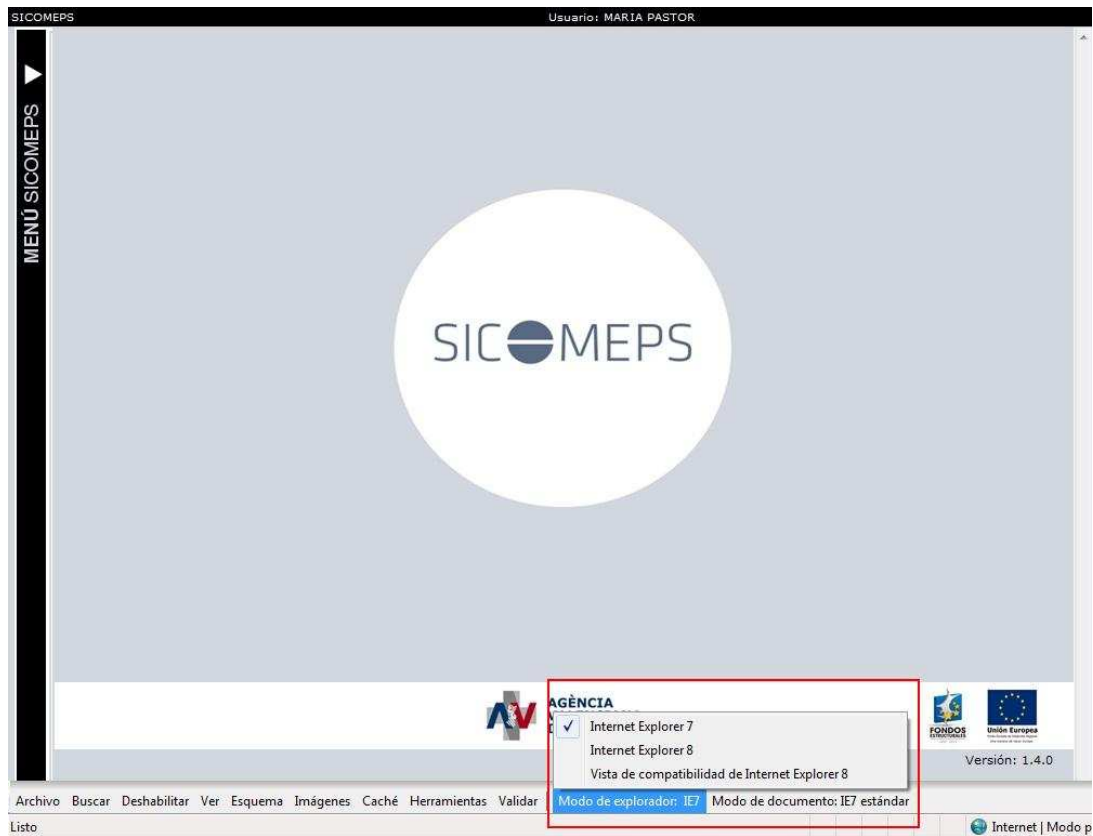 SICOMEPS
Usuario: MARIA PASTOR
MENÚ SICOMEPS
SICOMEPS
AGÈNCIA
FONDOS
ESTRUCTURALES
Unión Europea
Internet Explorer 7
Internet Explorer 8
Vista de compatibilidad de Internet Explorer 8
Versión: 1.4.0
Archivo Buscar Deshabilitar Ver Esquema Imágenes Caché Herramientas Validar Modo de explorador: IE7 Modo de documento: IE7 estándar
Listo
Internet | Modo p